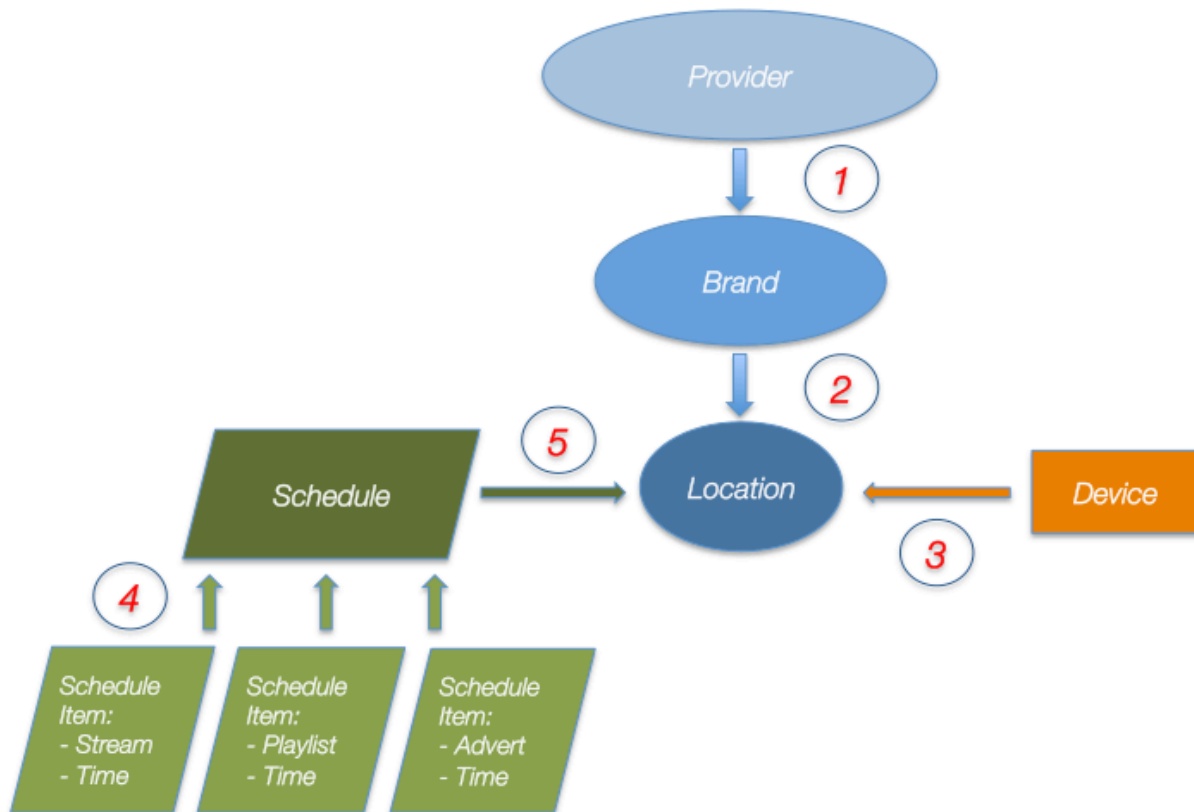 Provider
1
Brand
2
5
Schedule
Location
Device
3
4
Schedule
Item:
- Stream
- Time
Schedule
Item:
- Playlist
- Time
Schedule
Item:
- Advert
- Time